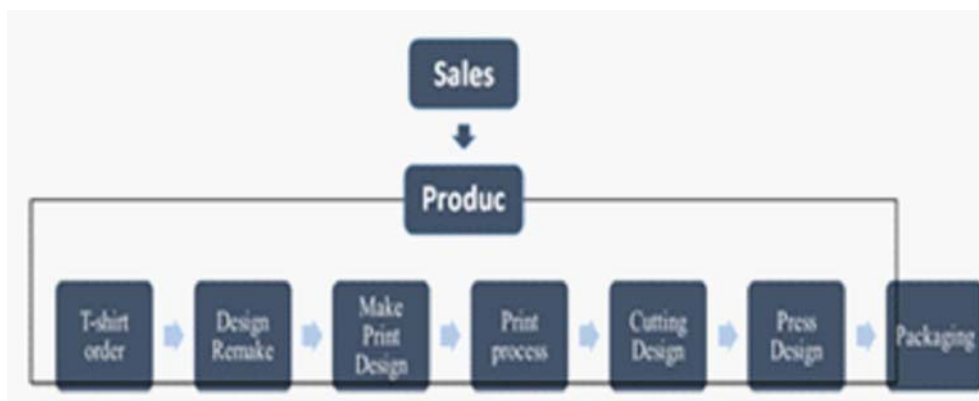 Sales
Produc
T-shirt
order
Design
Remake
Make
Print
Design
Print
process
Cutting
Design
Press
Design
Packaging